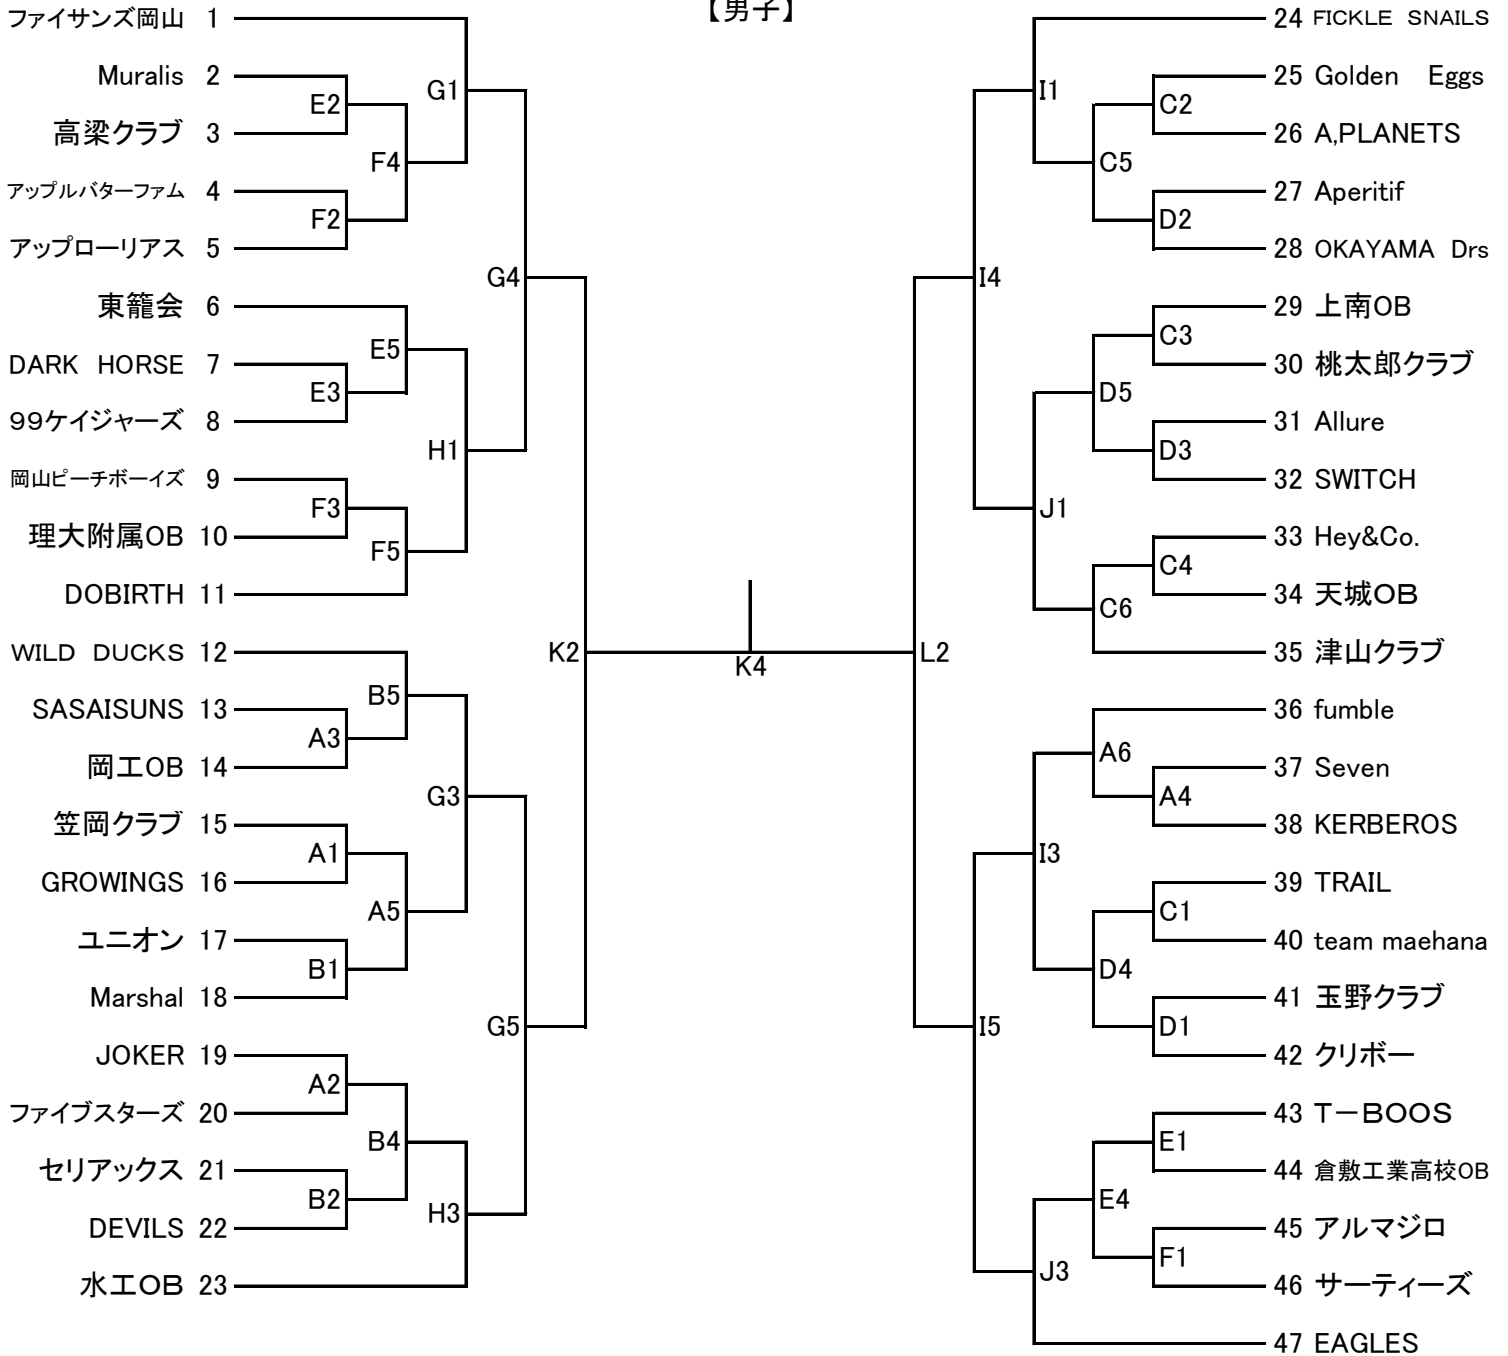 【男子】
ファイサンズ岡山 1
Muralis 2
高梁クラブ 3
アップルバターファム 4
アップローリアス 5
東籠会 6
DARK HORSE 7
９９ケイジャーズ 8
岡山ピーチボーイズ 9
理大附属OB 10
DOBIRTH 11
WILD DUCKS 12
SASAISUNS 13
岡工OB 14
笠岡クラブ 15
GROWINGS 16
ユニオン 17
Marshal 18
JOKER 19
ファイブスターズ 20
セリアックス 21
DEVILS 22
水工OB 23
E2
F2
E3
F3
A3
A1
B1
A2
B2
F4
E5
F5
B5
A5
B4
G1
H1
G3
H3
G4
G5
K2
K4
L2
I4
I5
I1
J1
I3
J3
C5
D5
C6
A6
D4
E4
C2
D2
C3
D3
C4
A4
C1
D1
E1
F1
24 FICKLE SNAILS
25 Golden Eggs
26 A,PLANETS
27 Aperitif
28 OKAYAMA Drs
29 上南OB
30 桃太郎クラブ
31 Allure
32 SWITCH
33 Hey&Co.
34 天城ＯＢ
35 津山クラブ
36 fumble
37 Seven
38 KERBEROS
39 TRAIL
40 team maehana
41 玉野クラブ
42 クリボー
43 Ｔ－ＢＯＯＳ
44 倉敷工業高校OB
45 アルマジロ
46 サーティーズ
47 EAGLES